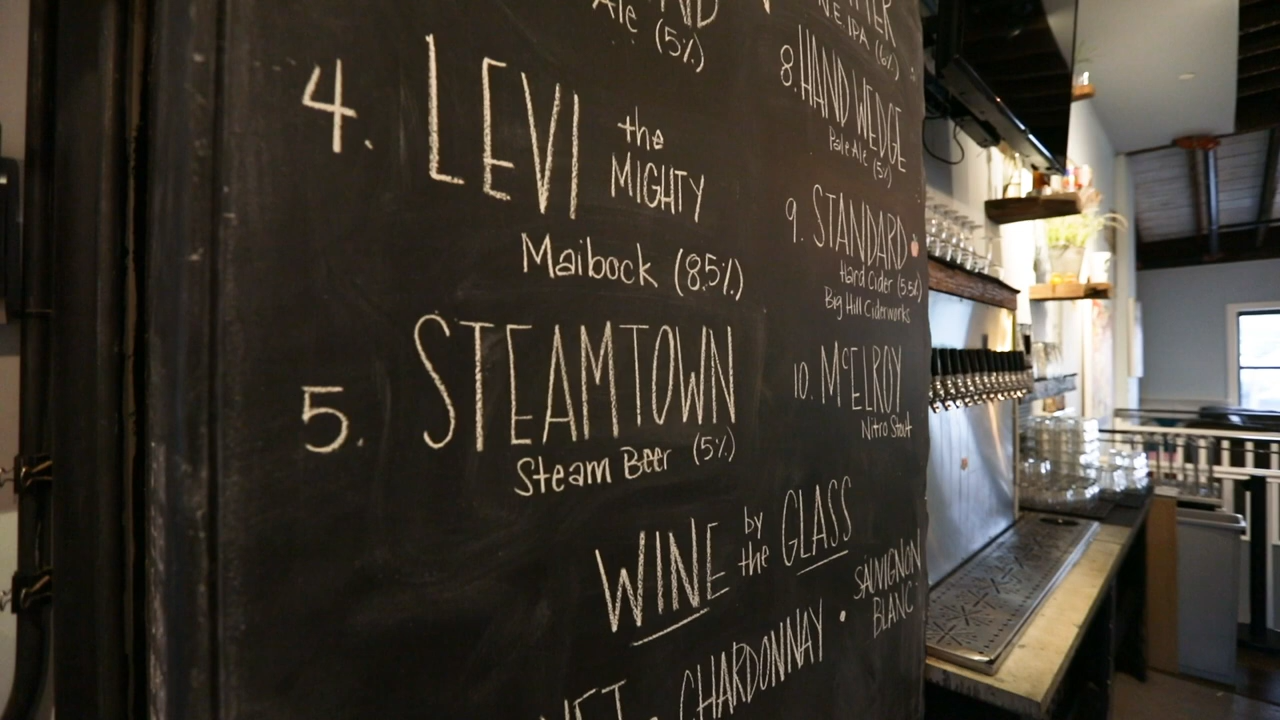 Ale (5%)
4. LEVI the MIGHTY
Maibock (8.5%)
5. STEAMTOWN
Steam Beer (5%)
N.E. IPA (6%)
8. HAND WEDGE
Pale Ale (5%)
9. STANDARD
Hard Cider (5.5%)
Big Hill Ciderworks
10. McELROY
Nitro Stout
WINE by the GLASS
CHARDONNAY • SAUVIGNON
BLANC